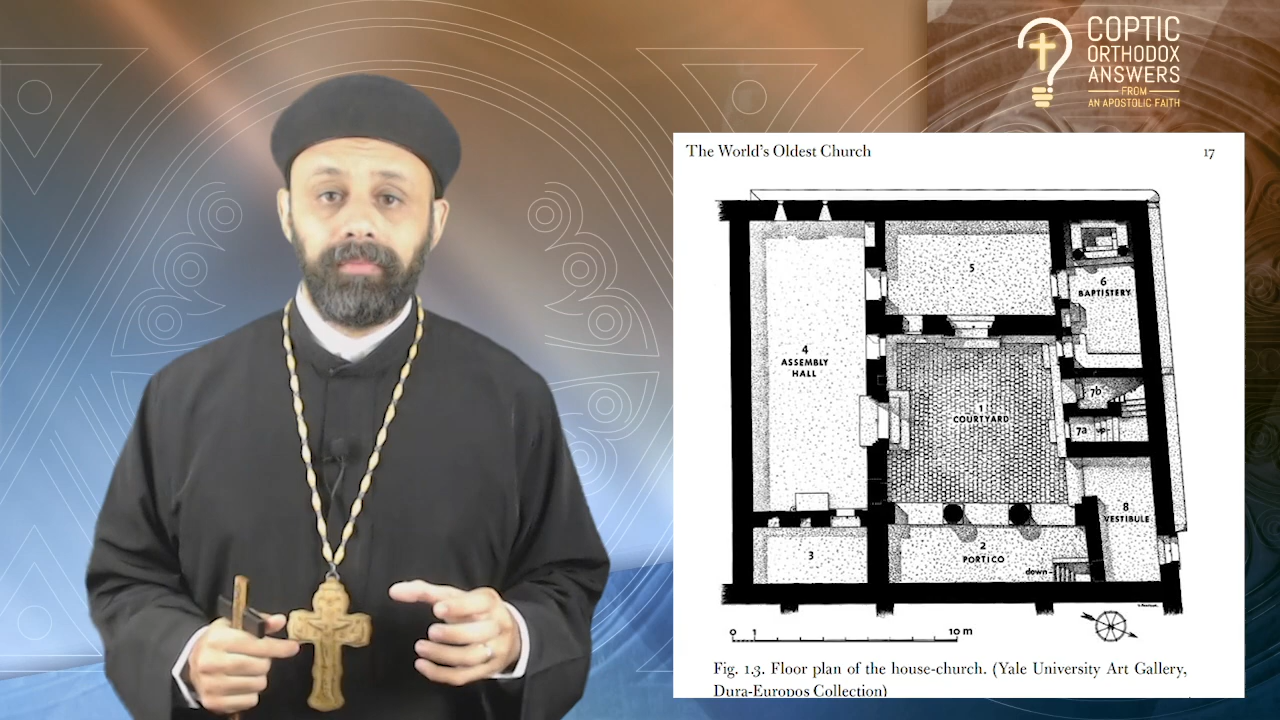 COPTIC
ORTHODOX
ANSWERS
FROM
AN APOSTOLIC FAITH
The World's Oldest Church 17
5
6
BAPTISTERY
4
ASSEMBLY
HALL
7b
1
COURTYARD
7a up
8
VESTIBULE
2
PORTICO
3
down
0 1 10 m
Fig. 1.3. Floor plan of the house-church. (Yale University Art Gallery,
Dura-Europos Collection)